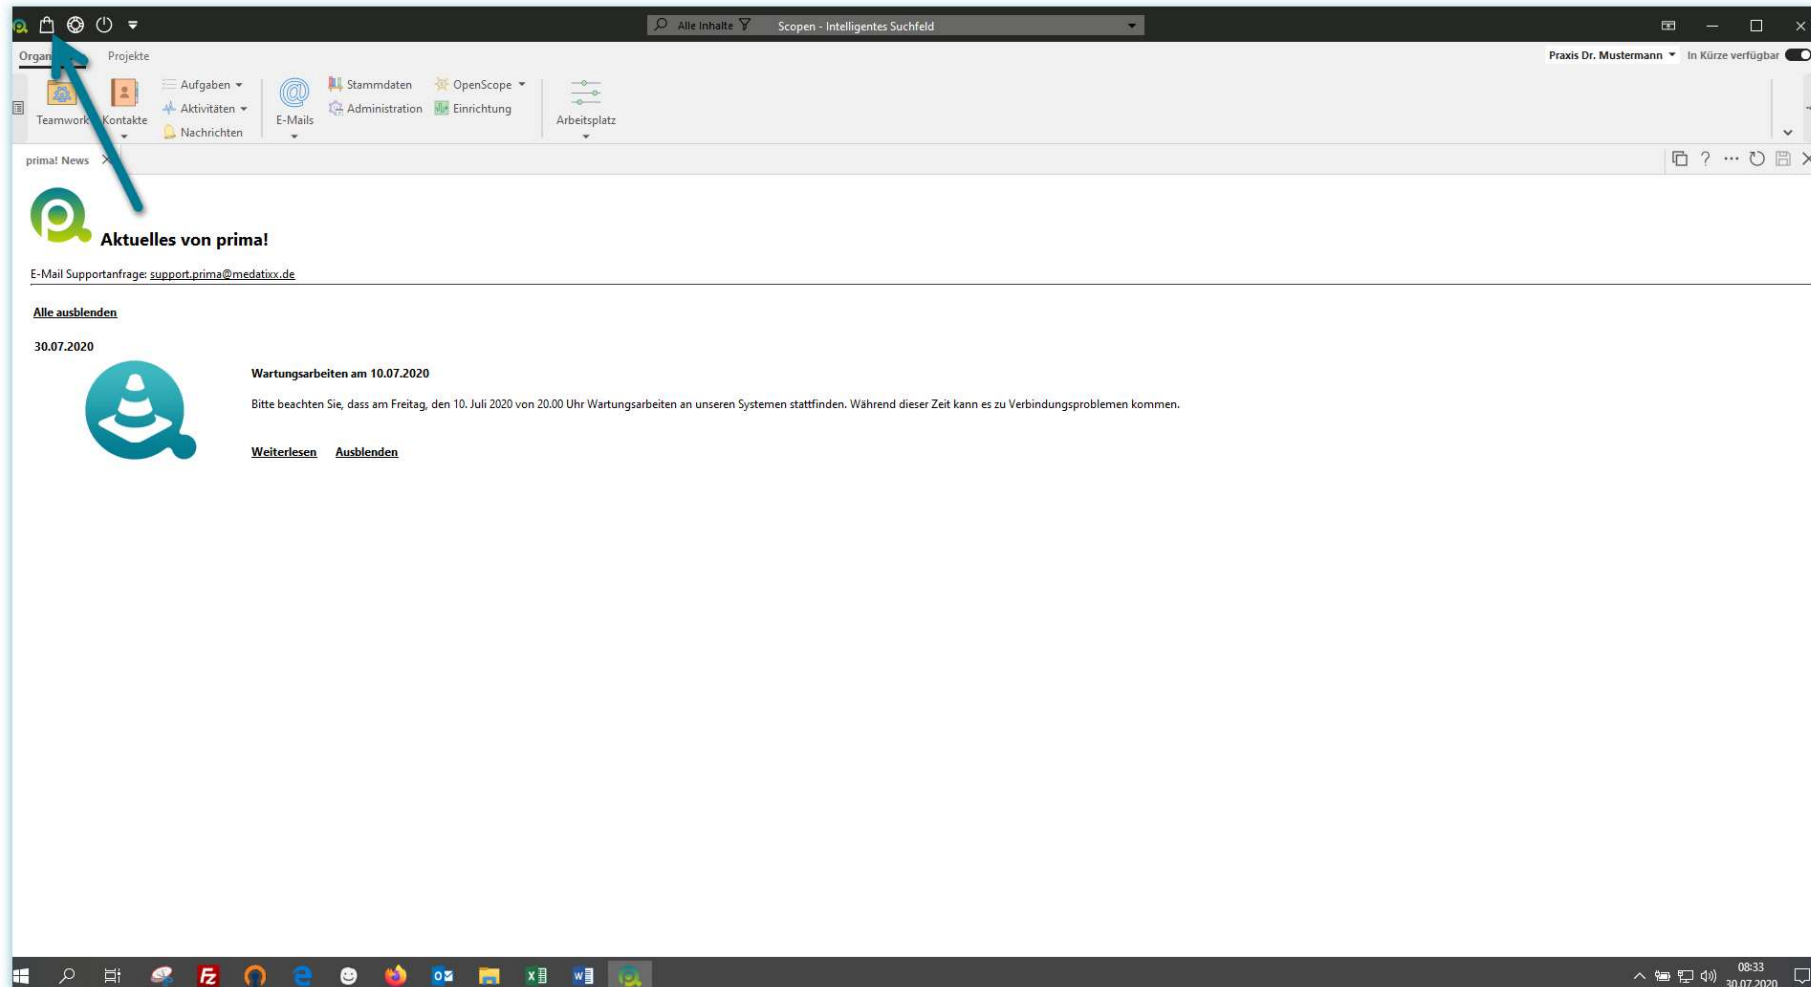 Alle Inhalte Scopen - Intelligentes Suchfeld
Projekte
Praxis Dr. Mustermann In Kürze verfügbar
Teamwork
Kontakte
Aufgaben
Aktivitäten
Nachrichten
E-Mails
Stammdaten
Administration
OpenScope
Einrichtung
Arbeitsplatz
prima! News
Aktuelles von prima!
E-Mail Supportanfrage: support.prima@medatixx.de
Alle ausblenden
30.07.2020
Wartungsarbeiten am 10.07.2020
Bitte beachten Sie, dass am Freitag, den 10. Juli 2020 von 20.00 Uhr Wartungsarbeiten an unseren Systemen stattfinden. Während dieser Zeit kann es zu Verbindungsproblemen kommen.
Weiterlesen Ausblenden
08:33
30.07.2020